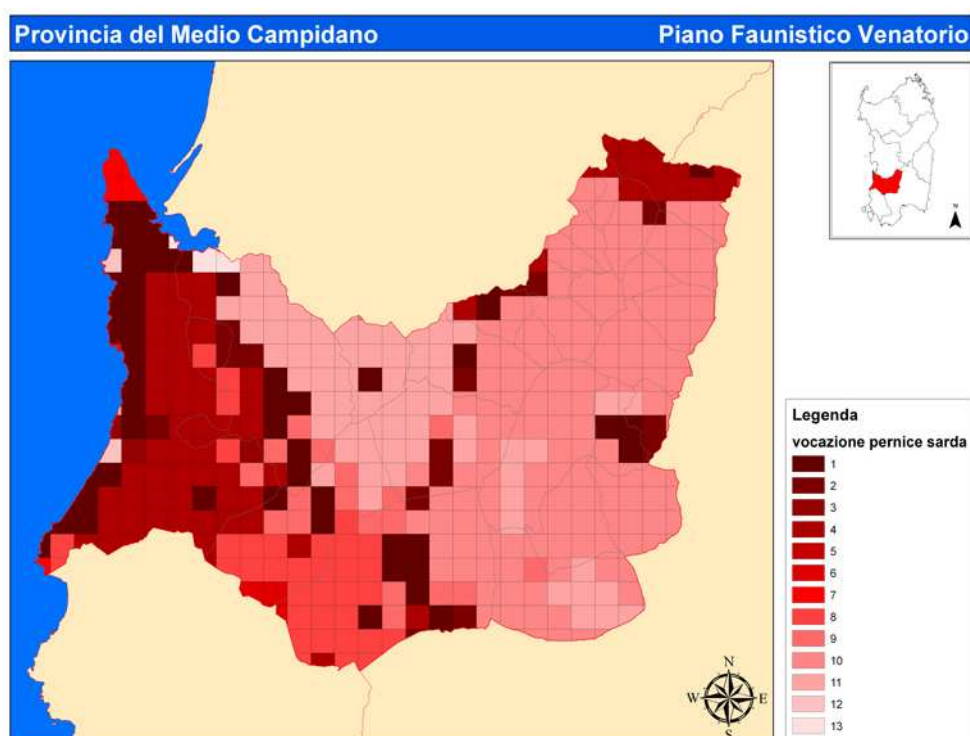 Provincia del Medio Campidano Piano Faunistico Venatorio
N
Legenda
vocazione pernice sarda
1
2
3
4
5
6
7
8
9
10
11
12
13
N
W E
S